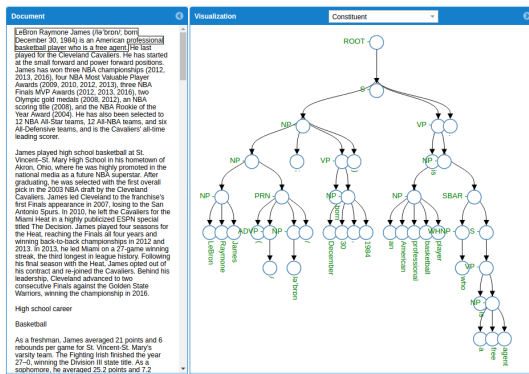 Document
LeBron Raymone James (/ləˈbrɒn/; born
December 30, 1984) is an American professional
basketball player who is a free agent. He last
played for the Cleveland Cavaliers. He has started
at the small forward and power forward positions.
James has won three NBA championships (2012,
2013, 2016), four NBA Most Valuable Player
Awards (2009, 2010, 2012, 2013), three NBA
Finals MVP Awards (2012, 2013, 2016), two
Olympic gold medals (2008, 2012), an NBA
scoring title (2008), and the NBA Rookie of the
Year Award (2004). He has also been selected to
12 NBA All-Star teams, 12 All-NBA teams, and six
All-Defensive teams, and is the Cavaliers' all-time
leading scorer.
James played high school basketball at St.
Vincent–St. Mary High School in his hometown of
Akron, Ohio, where he was highly promoted in the
national media as a future NBA superstar. After
graduating, he was selected with the first overall
pick in the 2003 NBA draft by the Cleveland
Cavaliers. James led Cleveland to the franchise's
first Finals appearance in 2007, losing to the San
Antonio Spurs. In 2010, he left the Cavaliers for the
Miami Heat in a highly publicized ESPN special
titled The Decision. James played four seasons for
the Heat, reaching the Finals all four years and
winning back-to-back championships in 2012 and
2013. In 2013, he led Miami on a 27-game winning
streak, the third longest in league history. Following
his final season with the Heat, James opted out of
his contract and re-joined the Cavaliers. Behind his
leadership, Cleveland advanced to two
consecutive Finals against the Golden State
Warriors, winning the championship in 2016.
High school career
Basketball
As a freshman, James averaged 21 points and 6
rebounds per game for St. Vincent-St. Mary's
varsity team. The Fighting Irish finished the year
27–0, winning the Division III state title. As a
sophomore, he averaged 25.2 points and 7.2
Visualization
Constituent
ROOT
S
NP VP
NP , VP ) is NP
NP PRN born NP NP SBAR
LeBron Raymone James ( ADVP NP / December 30 , 1984 an American professional basketball player WHNP S
/ ləˈbrɒn who VP
is NP
a free agent